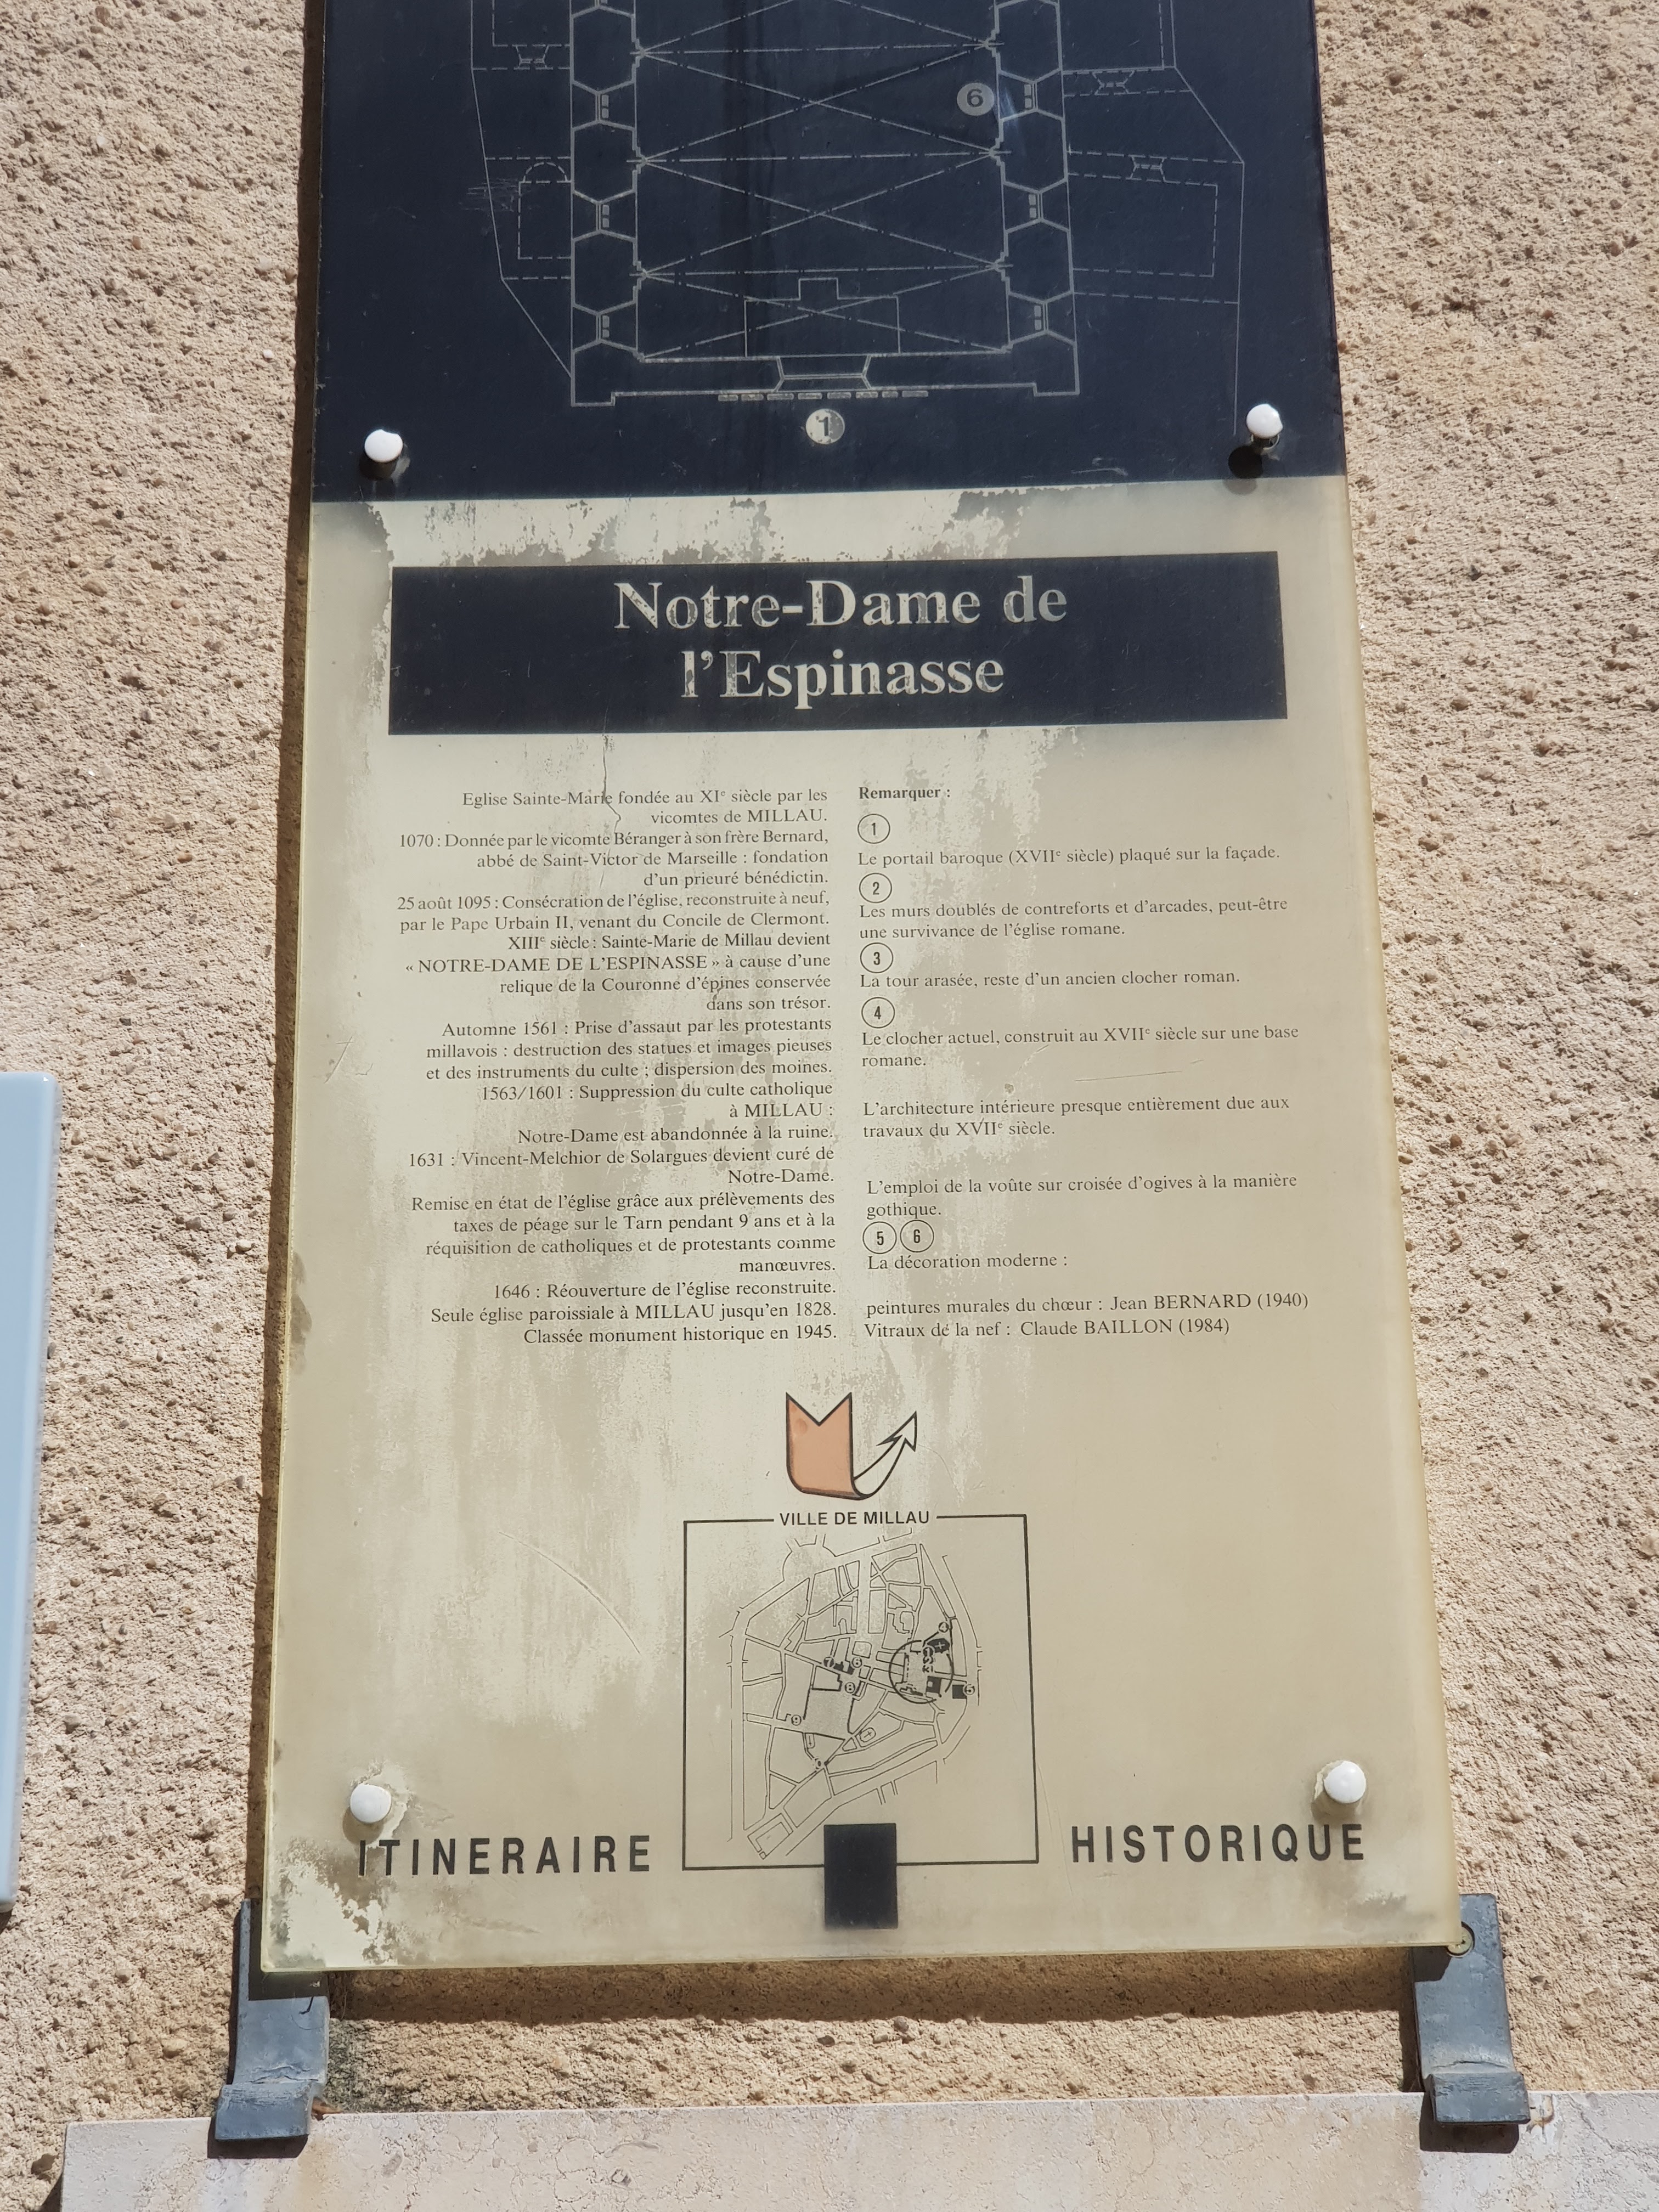 6
1
Notre-Dame de
l'Espinasse
Eglise Sainte-Marie fondée au XIe siècle par les
vicomtes de MILLAU.
1070 : Donnée par le vicomte Béranger à son frère Bernard,
abbé de Saint-Victor de Marseille : fondation
d'un prieuré bénédictin.
25 août 1095 : Consécration de l'église, reconstruite à neuf,
par le Pape Urbain II, venant du Concile de Clermont.
XIIIe siècle : Sainte-Marie de Millau devient
« NOTRE-DAME DE L'ESPINASSE » à cause d'une
relique de la Couronne d'épines conservée
dans son trésor.
Automne 1561 : Prise d'assaut par les protestants
millavois : destruction des statues et images pieuses
et des instruments du culte ; dispersion des moines.
1563/1601 : Suppression du culte catholique
à MILLAU :
Notre-Dame est abandonnée à la ruine.
1631 : Vincent-Melchior de Solargues devient curé de
Notre-Dame.
Remise en état de l'église grâce aux prélèvements des
taxes de péage sur le Tarn pendant 9 ans et à la
réquisition de catholiques et de protestants comme
manœuvres.
1646 : Réouverture de l'église reconstruite.
Seule église paroissiale à MILLAU jusqu'en 1828.
Classée monument historique en 1945.
Remarquer :
1
Le portail baroque (XVIIe siècle) plaqué sur la façade.
2
Les murs doublés de contreforts et d'arcades, peut-être
une survivance de l'église romane.
3
La tour arasée, reste d'un ancien clocher roman.
4
Le clocher actuel, construit au XVIIe siècle sur une base
romane.
L'architecture intérieure presque entièrement due aux
travaux du XVIIe siècle.
L'emploi de la voûte sur croisée d'ogives à la manière
gothique.
5 6
La décoration moderne :
peintures murales du chœur : Jean BERNARD (1940)
Vitraux de la nef : Claude BAILLON (1984)
VILLE DE MILLAU
ITINERAIRE HISTORIQUE